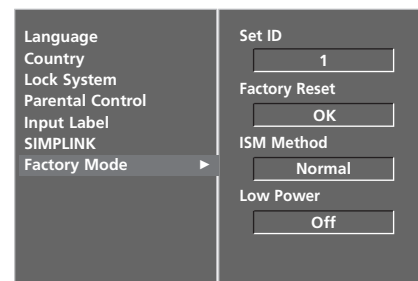 Language
Country
Lock System
Parental Control
Input Label
SIMPLINK
Factory Mode ►
Set ID
1
Factory Reset
OK
ISM Method
Normal
Low Power
Off